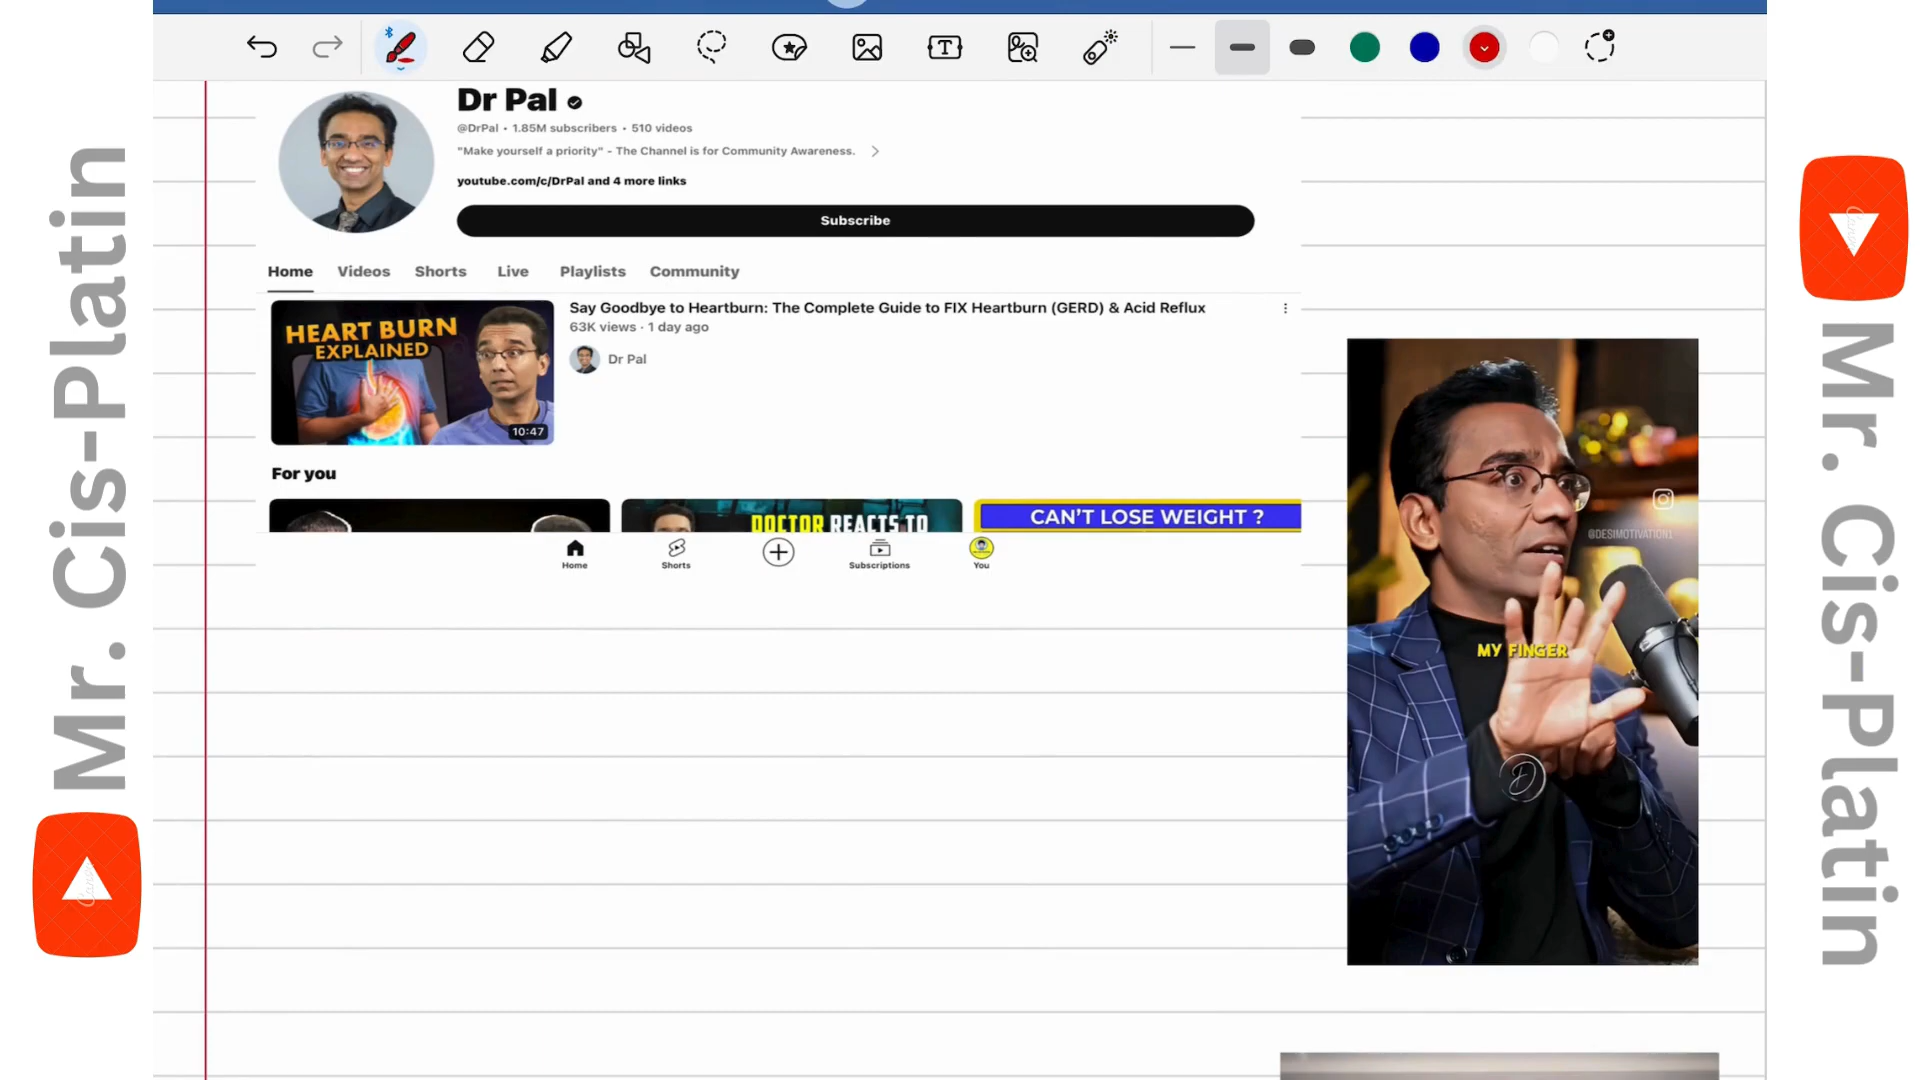 Dr Pal
@DrPal • 1.85M subscribers • 510 videos
"Make yourself a priority" - The Channel is for Community Awareness.
youtube.com/c/DrPal and 4 more links
Subscribe
Home Videos Shorts Live Playlists Community
HEART BURN
EXPLAINED
10:47
Say Goodbye to Heartburn: The Complete Guide to FIX Heartburn (GERD) & Acid Reflux
63K views · 1 day ago
Dr Pal
For you
DOCTOR REACTS TO
CAN'T LOSE WEIGHT ?
Home Shorts Subscriptions You
@DESIMOTIVATION1
MY FINGER
D
T
Mr. Cis-Platin
Mr. Cis-Platin